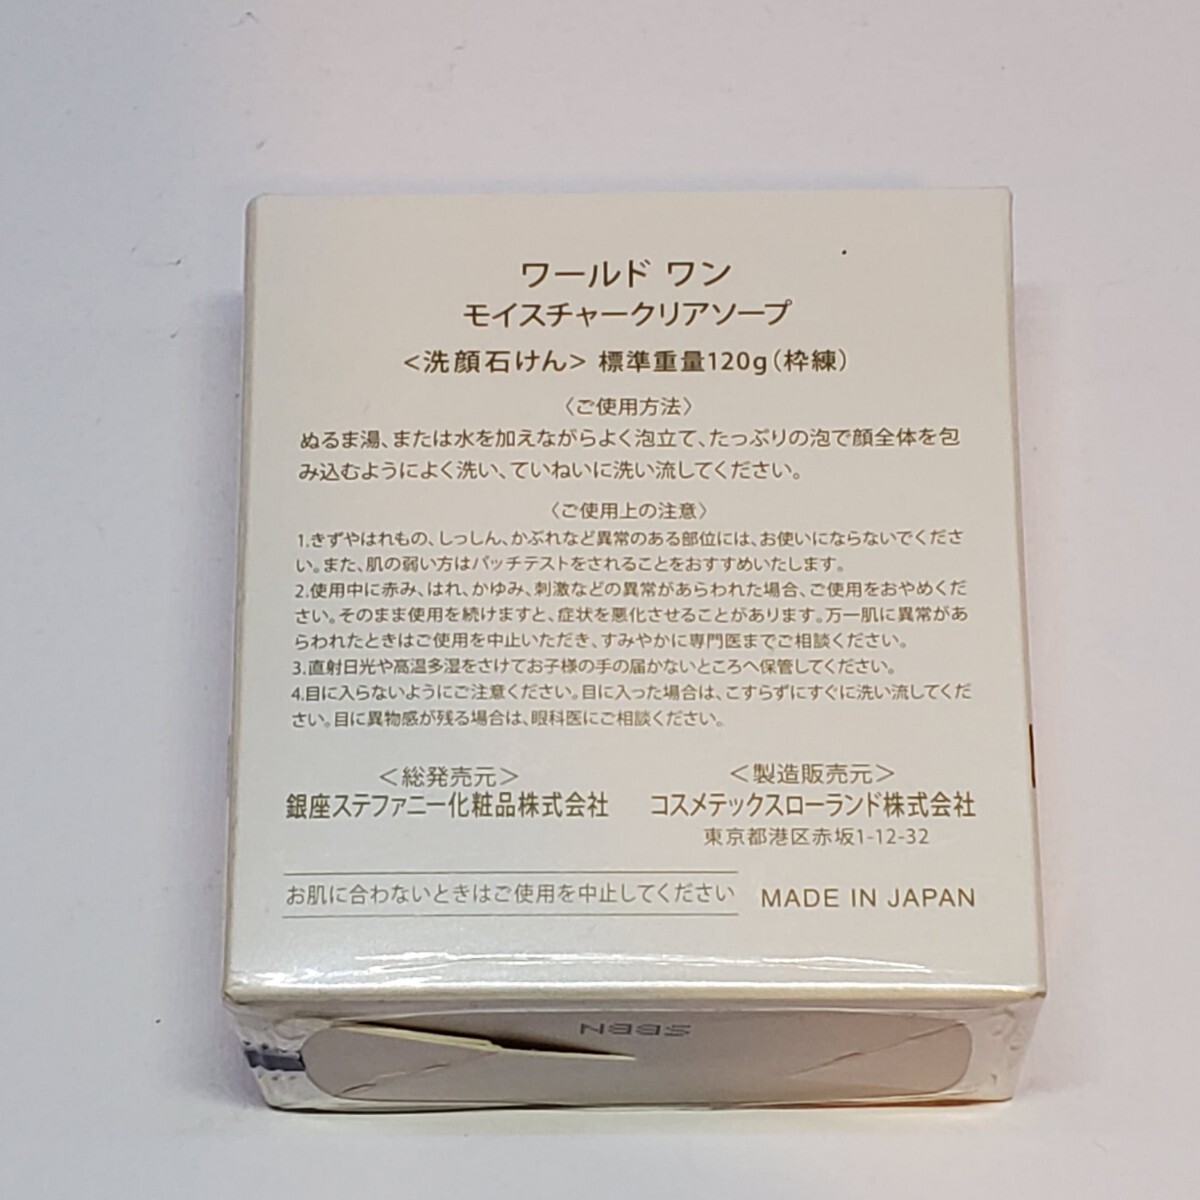 ワールド ワン
モイスチャークリアソープ
＜洗顔石けん＞ 標準重量120g（枠練）
〈ご使用方法〉
ぬるま湯、または水を加えながらよく泡立て、たっぷりの泡で顔全体を包
み込むようによく洗い、ていねいに洗い流してください。
〈ご使用上の注意〉
1.きずやはれもの、しっしん、かぶれなど異常のある部位には、お使いにならないでくださ
い。また、肌の弱い方はパッチテストをされることをおすすめいたします。
2.使用中に赤み、はれ、かゆみ、刺激などの異常があらわれた場合、ご使用をおやめくだ
さい。そのまま使用を続けますと、症状を悪化させることがあります。万一肌に異常があ
らわれたときはご使用を中止いただき、すみやかに専門医までご相談ください。
3.直射日光や高温多湿をさけてお子様の手の届かないところへ保管してください。
4.目に入らないようにご注意ください。目に入った場合は、こすらずにすぐに洗い流してくだ
さい。目に異物感が残る場合は、眼科医にご相談ください。
＜総発売元＞
銀座ステファニー化粧品株式会社
＜製造販売元＞
コスメテックスローランド株式会社
東京都港区赤坂1-12-32
お肌に合わないときはご使用を中止してください
MADE IN JAPAN